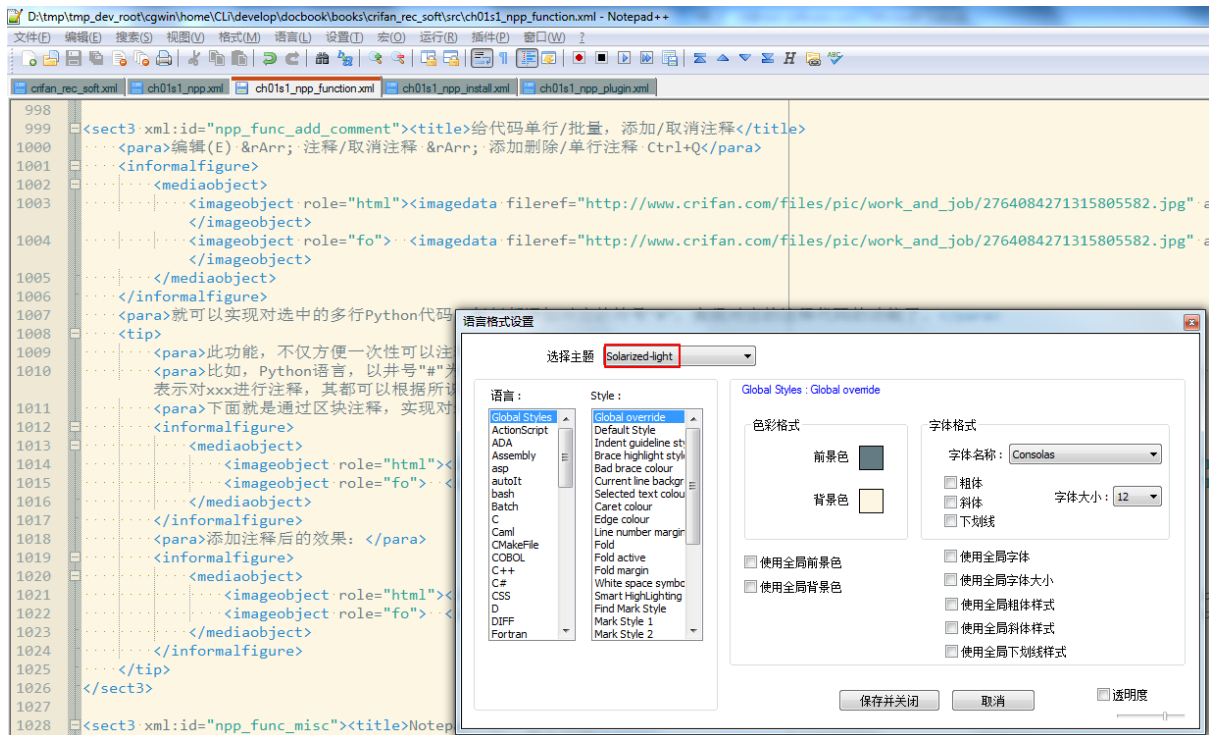 D:\tmp\tmp_dev_root\cgwin\home\CLi\develop\docbook\books\crifan_rec_soft\src\ch01s1_npp_function.xml - Notepad++
文件(F) 编辑(E) 搜索(S) 视图(V) 格式(M) 语言(L) 设置(T) 宏(O) 运行(R) 插件(P) 窗口(W) ?
crifan_rec_soft.xml ch01s1_npp.xml ch01s1_npp_function.xml ch01s1_npp_install.xml ch01s1_npp_plugin.xml
998
999 <sect3 xml:id="npp_func_add_comment"><title>给代码单行/批量，添加/取消注释</title>
1000 <para>编辑(E) &rArr; 注释/取消注释 &rArr; 添加删除/单行注释 Ctrl+Q</para>
1001 <informalfigure>
1002 <mediaobject>
1003 <imageobject role="html"><imagedata fileref="http://www.crifan.com/files/pic/work_and_job/2764084271315805582.jpg" a
</imageobject>
1004 <imageobject role="fo"> <imagedata fileref="http://www.crifan.com/files/pic/work_and_job/2764084271315805582.jpg" a
</imageobject>
1005 </mediaobject>
1006 </informalfigure>
1007 <para>就可以实现对选中的多行Python代码
1008 <tip>
1009 <para>此功能，不仅方便一次性可以注
1010 <para>比如，Python语言，以井号"#"为
表示对xxx进行注释，其都可以根据所
1011 <para>下面就是通过区块注释，实现对
1012 <informalfigure>
1013 <mediaobject>
1014 <imageobject role="html"><
1015 <imageobject role="fo"> <
1016 </mediaobject>
1017 </informalfigure>
1018 <para>添加注释后的效果：</para>
1019 <informalfigure>
1020 <mediaobject>
1021 <imageobject role="html"><
1022 <imageobject role="fo"> <
1023 </mediaobject>
1024 </informalfigure>
1025 </tip>
1026 </sect3>
1027
1028 <sect3 xml:id="npp_func_misc"><title>Notep
语言格式设置
选择主题 Solarized-light
语言：
Global Styles
ActionScript
ADA
Assembly
asp
autoIt
bash
Batch
C
Caml
CMakeFile
COBOL
C++
C#
CSS
D
DIFF
Fortran
Style：
Global override
Default Style
Indent guideline sty
Brace highlight style
Bad brace colour
Current line backgr
Selected text colou
Caret colour
Edge colour
Line number margin
Fold
Fold active
Fold margin
White space symbo
Smart HighLighting
Find Mark Style
Mark Style 1
Mark Style 2
Global Styles : Global override
色彩格式
前景色
背景色
使用全局前景色
使用全局背景色
字体格式
字体名称： Consolas
粗体
斜体
下划线
字体大小： 12
使用全局字体
使用全局字体大小
使用全局粗体样式
使用全局斜体样式
使用全局下划线样式
保存并关闭 取消 透明度